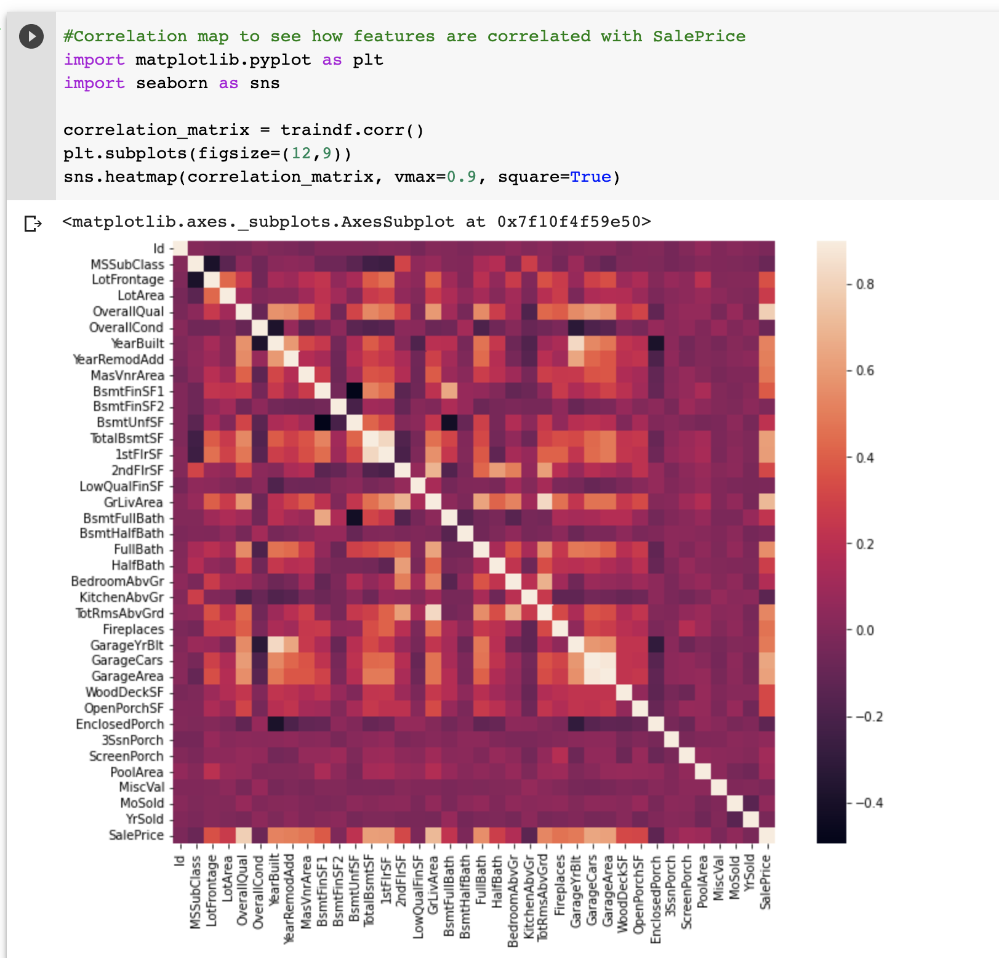 #Correlation map to see how features are correlated with SalePrice
import matplotlib.pyplot as plt
import seaborn as sns
correlation_matrix = traindf.corr()
plt.subplots(figsize=(12,9))
sns.heatmap(correlation_matrix, vmax=0.9, square=True)
<matplotlib.axes._subplots.AxesSubplot at 0x7f10f4f59e50>
Id
MSSubClass
LotFrontage
LotArea
OverallQual
OverallCond
YearBuilt
YearRemodAdd
MasVnrArea
BsmtFinSF1
BsmtFinSF2
BsmtUnfSF
TotalBsmtSF
1stFlrSF
2ndFlrSF
LowQualFinSF
GrLivArea
BsmtFullBath
BsmtHalfBath
FullBath
HalfBath
BedroomAbvGr
KitchenAbvGr
TotRmsAbvGrd
Fireplaces
GarageYrBlt
GarageCars
GarageArea
WoodDeckSF
OpenPorchSF
EnclosedPorch
3SsnPorch
ScreenPorch
PoolArea
MiscVal
MoSold
YrSold
SalePrice
Id
MSSubClass
LotFrontage
LotArea
OverallQual
OverallCond
YearBuilt
YearRemodAdd
MasVnrArea
BsmtFinSF1
BsmtFinSF2
BsmtUnfSF
TotalBsmtSF
1stFlrSF
2ndFlrSF
LowQualFinSF
GrLivArea
BsmtFullBath
BsmtHalfBath
FullBath
HalfBath
BedroomAbvGr
KitchenAbvGr
TotRmsAbvGrd
Fireplaces
GarageYrBlt
GarageCars
GarageArea
WoodDeckSF
OpenPorchSF
EnclosedPorch
3SsnPorch
ScreenPorch
PoolArea
MiscVal
MoSold
YrSold
SalePrice
0.8
0.6
0.4
0.2
0.0
−0.2
−0.4